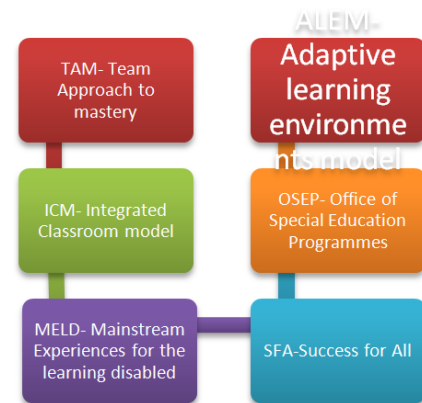 TAM- Team
Approach to
mastery
ICM- Integrated
Classroom model
MELD- Mainstream
Experiences for the
learning disabled
SFA-Success for All
OSEP- Office of
Special Education
Programmes
ALEM-
Adaptive
learning
environme
nts model